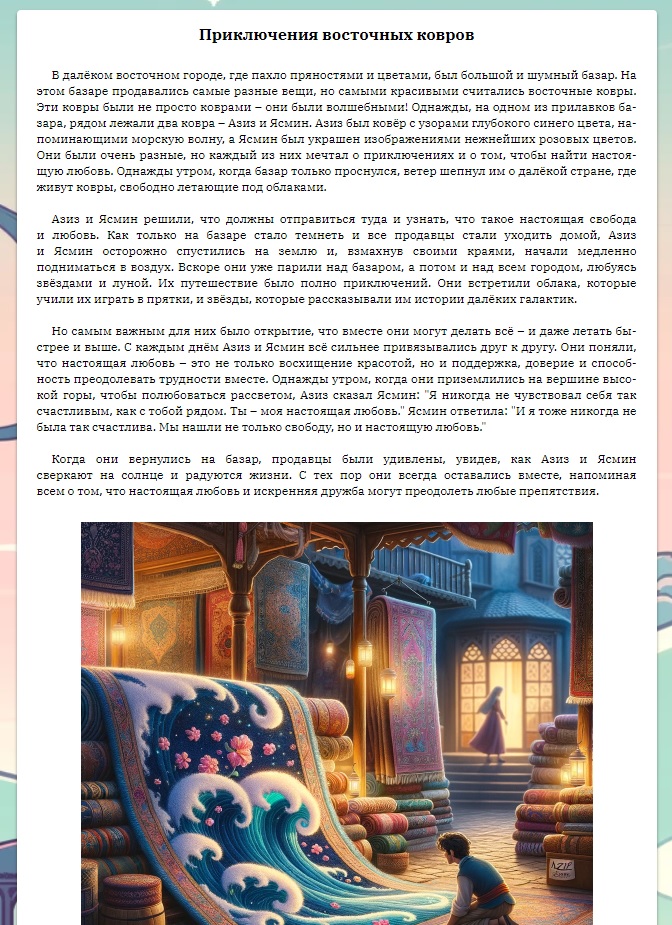 Приключения восточных ковров
В далёком восточном городе, где пахло пряностями и цветами, был большой и шумный базар. На
этом базаре продавались самые разные вещи, но самыми красивыми считались восточные ковры.
Эти ковры были не просто коврами – они были волшебными! Однажды, на одном из прилавков ба-
зара, рядом лежали два ковра – Азиз и Ясмин. Азиз был ковёр с узорами глубокого синего цвета, на-
поминающими морскую волну, а Ясмин был украшен изображениями нежнейших розовых цветов.
Они были очень разные, но каждый из них мечтал о приключениях и о том, чтобы найти настоя-
щую любовь. Однажды утром, когда базар только проснулся, ветер шепнул им о далёкой стране, где
живут ковры, свободно летающие под облаками.
Азиз и Ясмин решили, что должны отправиться туда и узнать, что такое настоящая свобода
и любовь. Как только на базаре стало темнеть и все продавцы стали уходить домой, Азиз
и Ясмин осторожно спустились на землю и, взмахнув своими краями, начали медленно
подниматься в воздух. Вскоре они уже парили над базаром, а потом и над всем городом, любуясь
звёздами и луной. Их путешествие было полно приключений. Они встретили облака, которые
учили их играть в прятки, и звёзды, которые рассказывали им истории далёких галактик.
Но самым важным для них было открытие, что вместе они могут делать всё – и даже летать бы-
стрее и выше. С каждым днём Азиз и Ясмин всё сильнее привязывались друг к другу. Они поняли,
что настоящая любовь – это не только восхищение красотой, но и поддержка, доверие и способ-
ность преодолевать трудности вместе. Однажды утром, когда они приземлились на вершине высо-
кой горы, чтобы полюбоваться рассветом, Азиз сказал Ясмин: "Я никогда не чувствовал себя так
счастливым, как с тобой рядом. Ты – моя настоящая любовь." Ясмин ответила: "И я тоже никогда не
была так счастлива. Мы нашли не только свободу, но и настоящую любовь."
Когда они вернулись на базар, продавцы были удивлены, увидев, как Азиз и Ясмин
сверкают на солнце и радуются жизни. С тех пор они всегда оставались вместе, напоминая
всем о том, что настоящая любовь и искренняя дружба могут преодолеть любые препятствия.